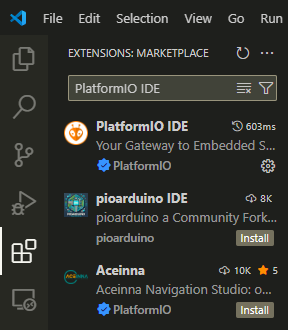 File Edit Selection View Go Run
EXTENSIONS: MARKETPLACE
PlatformIO IDE
PlatformIO IDE 603ms
Your Gateway to Embedded S...
PlatformIO
pioarduino IDE 8K
pioarduino a Community Fork...
pioarduino Install
Aceinna 10K 5
Aceinna Navigation Studio: o...
PlatformIO Install